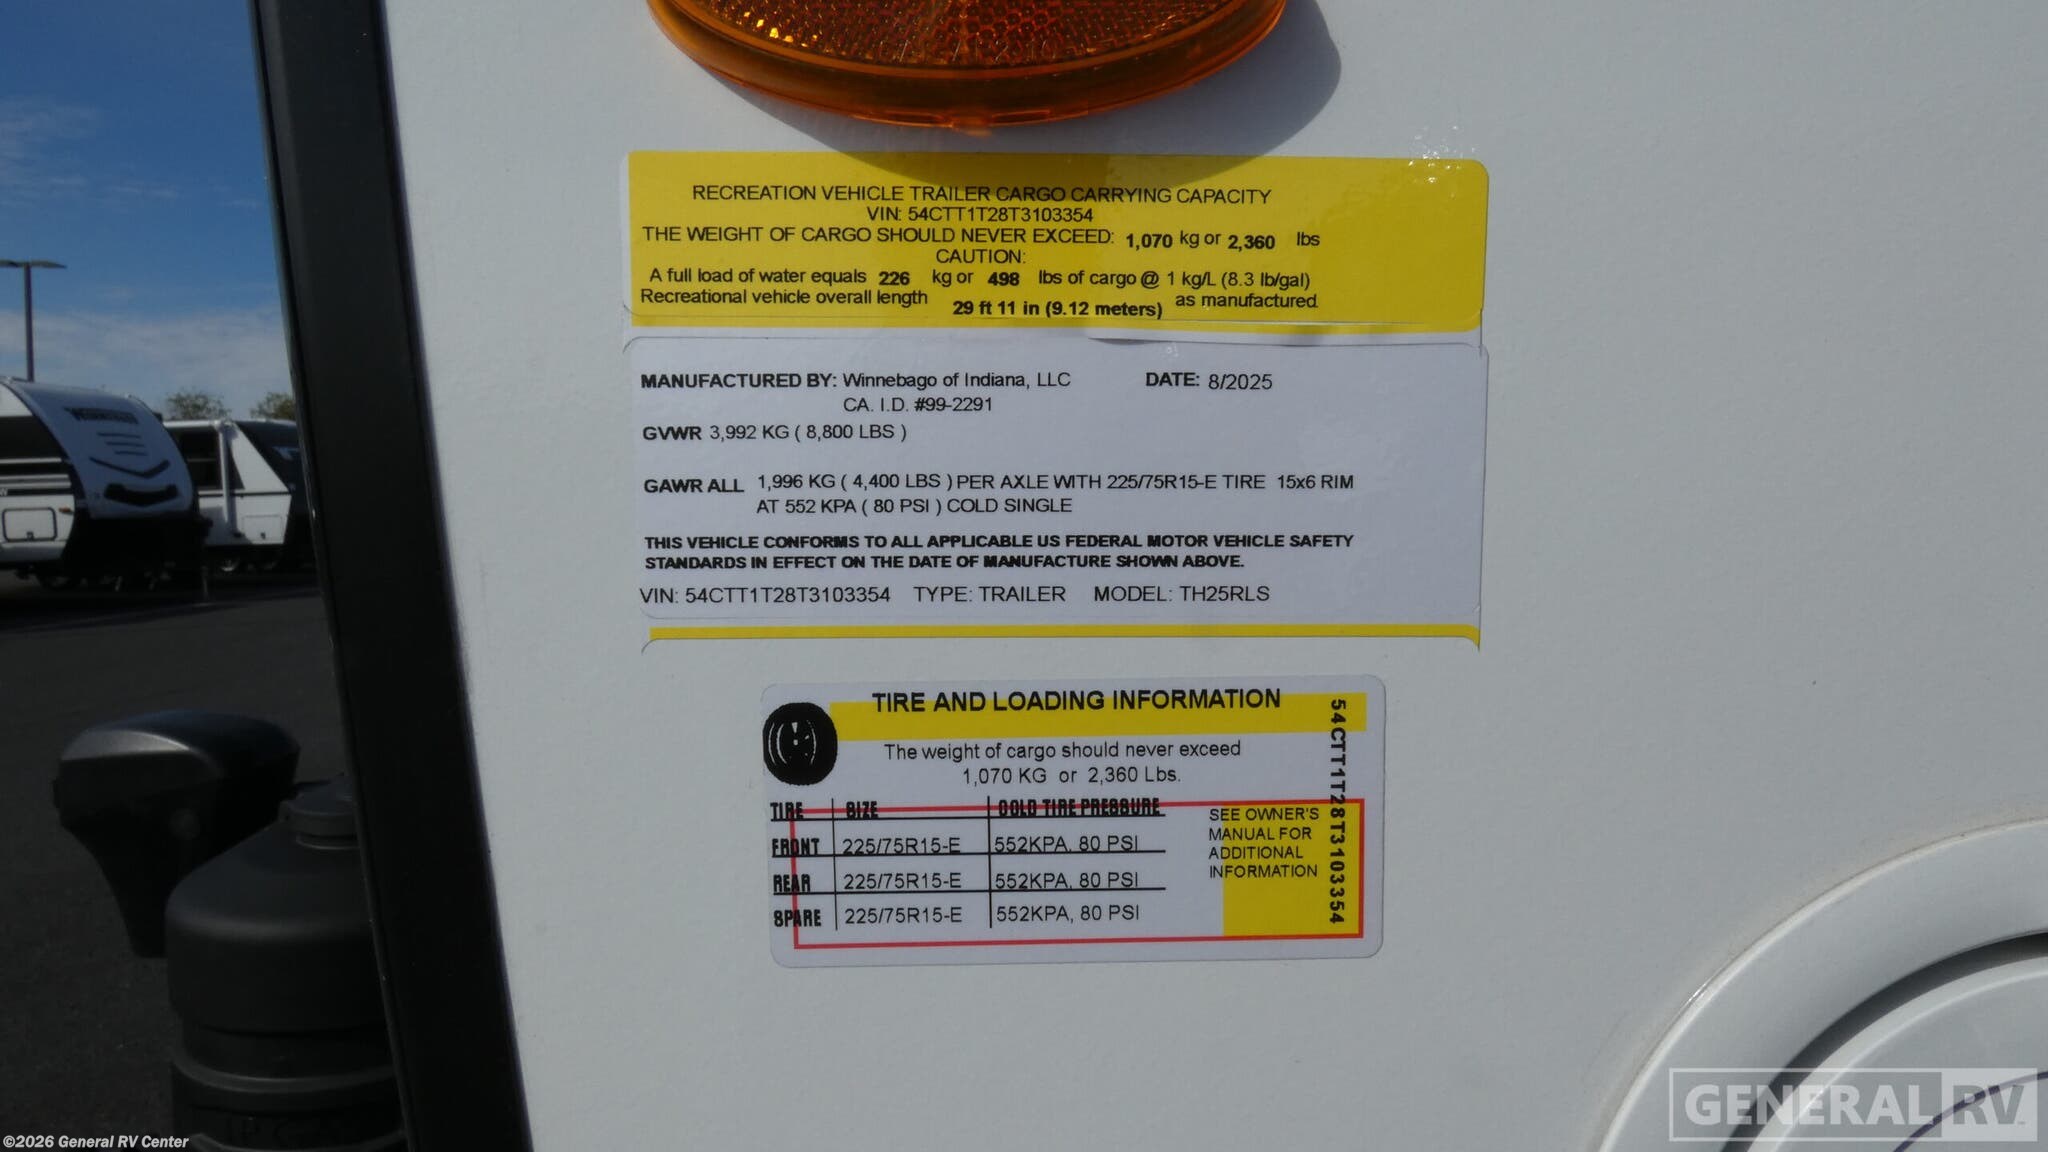 RECREATION VEHICLE TRAILER CARGO CARRYING CAPACITY
VIN: 54CTT1T28T3103354
THE WEIGHT OF CARGO SHOULD NEVER EXCEED: 1,070 kg or 2,360 lbs
CAUTION:
A full load of water equals 226 kg or 498 lbs of cargo @ 1 kg/L (8.3 lb/gal)
Recreational vehicle overall length 29 ft 11 in (9.12 meters) as manufactured.
MANUFACTURED BY: Winnebago of Indiana, LLC DATE: 8/2025
CA. I.D. #99-2291
GVWR 3,992 KG ( 8,800 LBS )
GAWR ALL 1,996 KG ( 4,400 LBS ) PER AXLE WITH 225/75R15-E TIRE 15x6 RIM
AT 552 KPA ( 80 PSI ) COLD SINGLE
THIS VEHICLE CONFORMS TO ALL APPLICABLE US FEDERAL MOTOR VEHICLE SAFETY
STANDARDS IN EFFECT ON THE DATE OF MANUFACTURE SHOWN ABOVE.
VIN: 54CTT1T28T3103354 TYPE: TRAILER MODEL: TH25RLS
TIRE AND LOADING INFORMATION
The weight of cargo should never exceed
1,070 KG or 2,360 Lbs.
TIRE SIZE COLD TIRE PRESSURE
FRONT 225/75R15-E 552KPA, 80 PSI
REAR 225/75R15-E 552KPA, 80 PSI
SPARE 225/75R15-E 552KPA, 80 PSI
SEE OWNER'S
MANUAL FOR
ADDITIONAL
INFORMATION
54CTT1T28T3103354
GENERAL RV
©2026 General RV Center